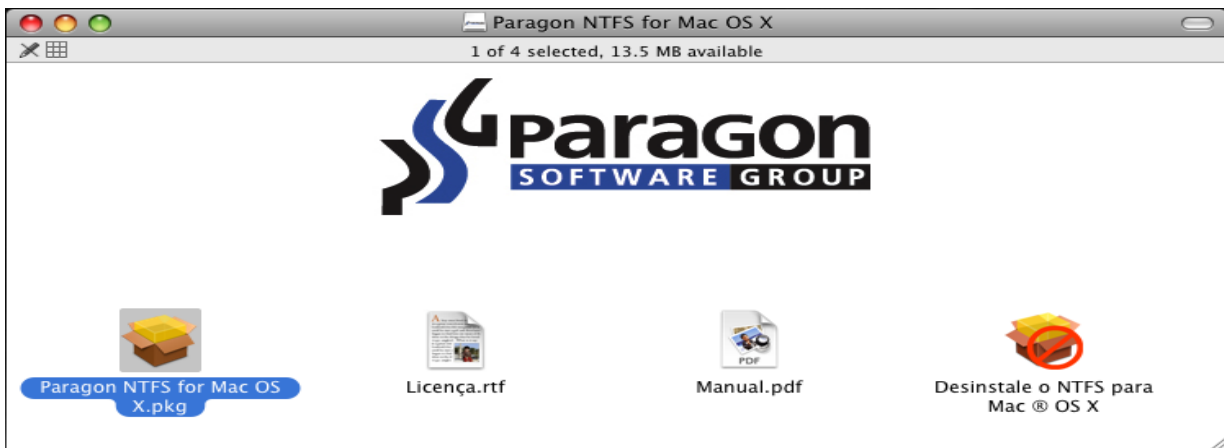 Paragon NTFS for Mac OS X
1 of 4 selected, 13.5 MB available
Paragon
SOFTWARE GROUP
Paragon NTFS for Mac OS
X.pkg
Licença.rtf
PDF
Manual.pdf
Desinstale o NTFS para
Mac ® OS X